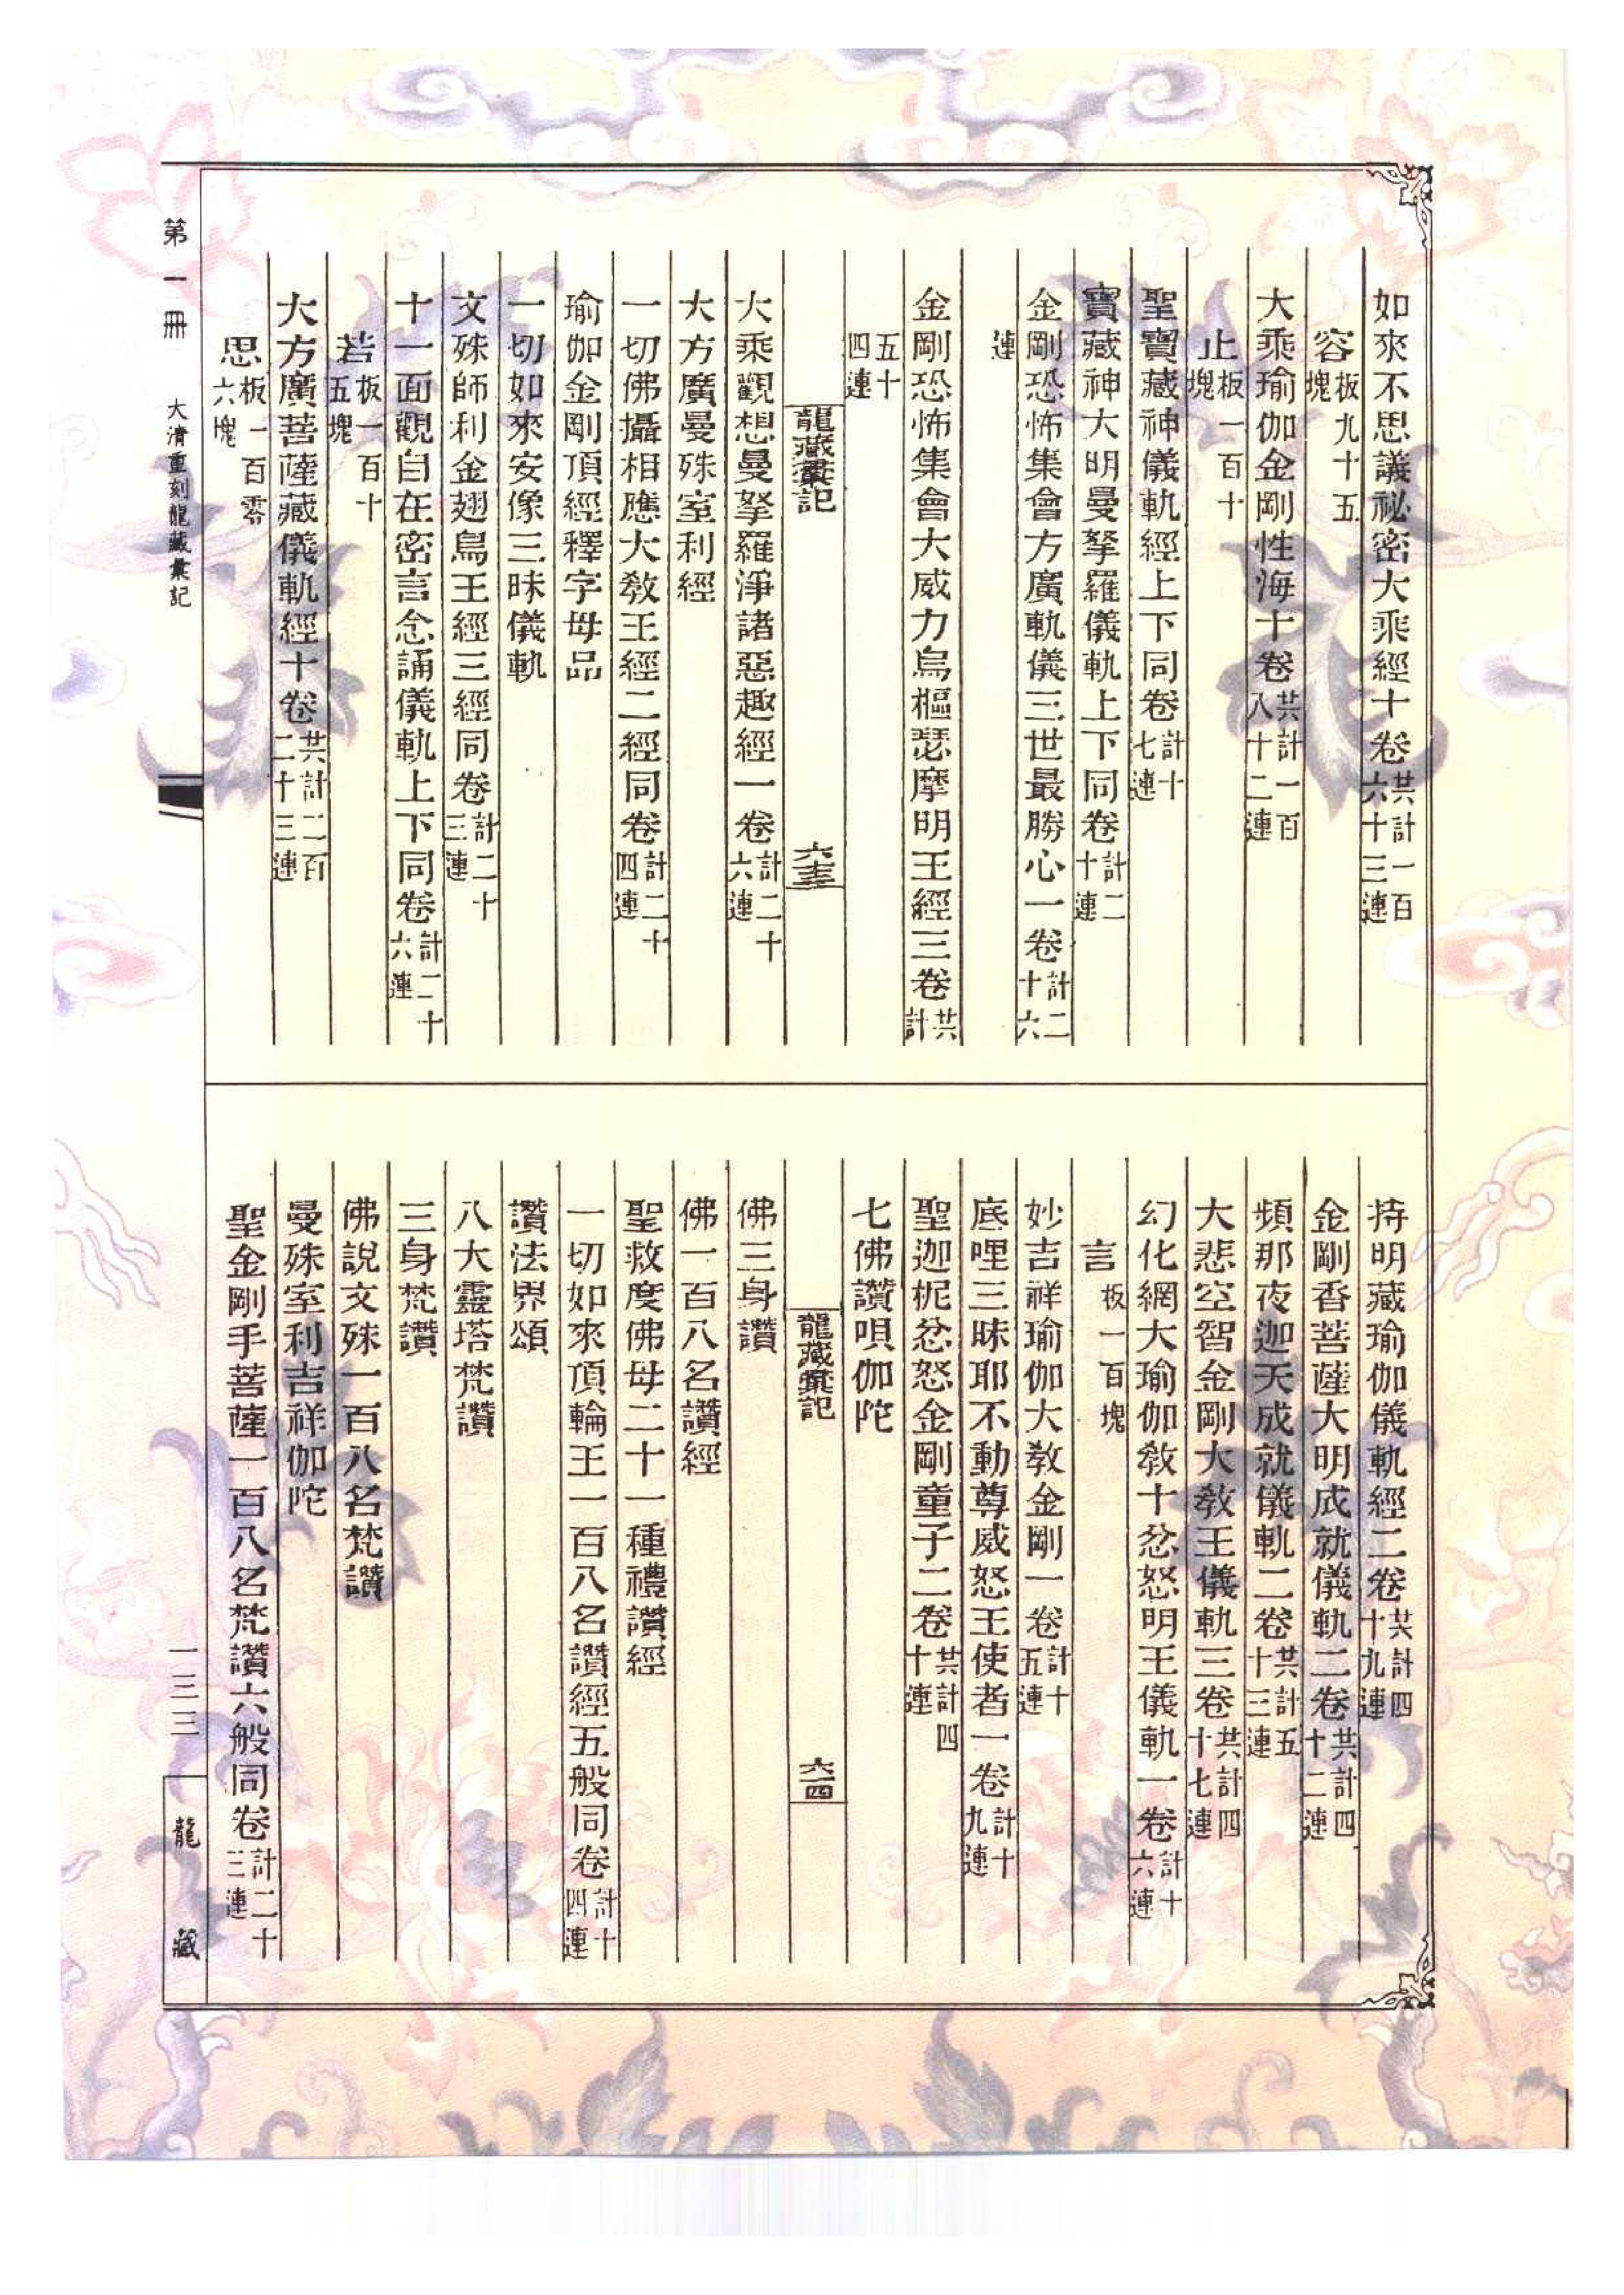 如來不思議祕密大乘經十卷共計一百六十三連
容板九十五塊
大乘瑜伽金剛性海十卷共計一百八十二連
止板一百十塊
聖寶藏神儀軌經上下同卷計十七連
寶藏神大明曼拏羅儀軌上下同卷計二十連
金剛恐怖集會方廣軌儀三世最勝心一卷計二十六
連
金剛恐怖集會大威力烏樞瑟摩明王經三卷共計
五十四連
龍藏彙記
六十三
大乘觀想曼拏羅淨諸惡趣經一卷計二十六連
大方廣曼殊室利經
一切佛攝相應大敎王經二經同卷計二十四連
瑜伽金剛頂經釋字母品
一切如來安像三昧儀軌
文殊師利金翅鳥王經三經同卷計二十三連
十一面觀自在密言念誦儀軌上下同卷計二十六連
若板一百十五塊
大方廣菩薩藏儀軌經十卷共計二百二十三連
思板一百零六塊
持明藏瑜伽儀軌經二卷共計四十九連
金剛香菩薩大明成就儀軌二卷共計四十二連
頻那夜迦天成就儀軌二卷共計五十三連
大悲空智金剛大敎王儀軌三卷共計四十七連
幻化網大瑜伽敎十忿怒明王儀軌一卷計十六連
言板一百塊
妙吉祥瑜伽大敎金剛一卷計十五連
底哩三昧耶不動尊威怒王使者一卷計十九連
聖迦柅忿怒金剛童子二卷共計四十連
七佛讚唄伽陀
龍藏彙記
六四
佛三身讚
佛一百八名讚經
聖救度佛母二十一種禮讚經
一切如來頂輪王一百八名讚經五般同卷計十四連
讚法界頌
八大靈塔梵讚
三身梵讚
佛說文殊一百八名梵讚
曼殊室利吉祥伽陀
聖金剛手菩薩一百八名梵讚六般同卷計二十三連
第一冊
大清重刻龍藏彙記
一三三
龍藏